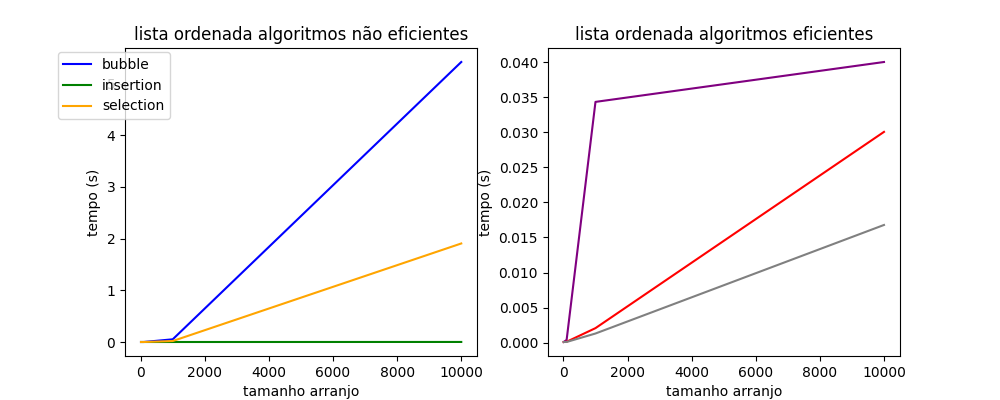 lista ordenada algoritmos não eficientes
bubble
insertion
selection
5
4
3
2
1
0
tempo (s)
0 2000 4000 6000 8000 10000
tamanho arranjo
lista ordenada algoritmos eficientes
0.040
0.035
0.030
0.025
0.020
0.015
0.010
0.005
0.000
tempo (s)
0 2000 4000 6000 8000 10000
tamanho arranjo